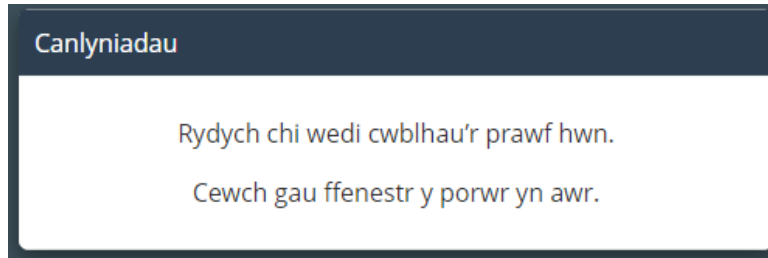 Canlyniadau
Rydych chi wedi cwblhau’r prawf hwn.
Cewch gau ffenestr y porwr yn awr.